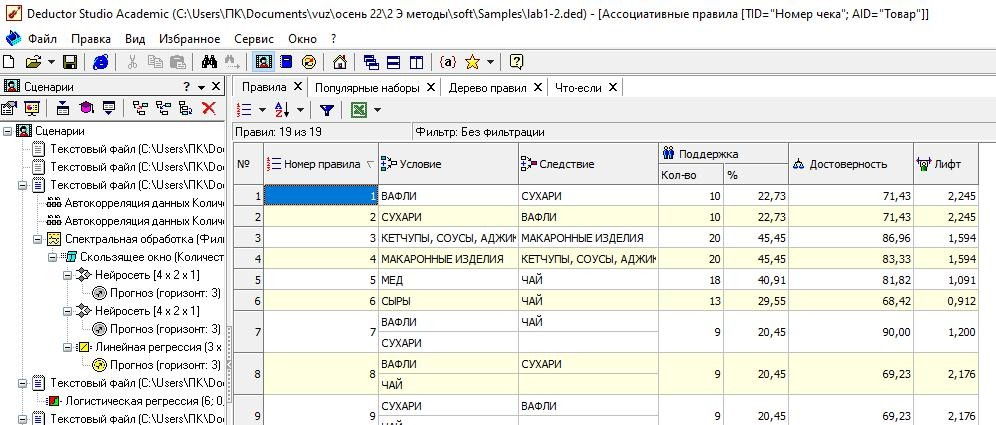 Deductor Studio Academic (C:\Users\ПК\Documents\vuz\осень 22\2 Э методы\soft\Samples\lab1-2.ded) - [Ассоциативные правила [TID="Номер чека"; AID="Товар"]]
Файл Правка Вид Избранное Сервис Окно ?
Сценарии
Правила Популярные наборы Дерево правил Что-если
Правил: 19 из 19 Фильтр: Без фильтрации
Сценарии
Текстовый файл (C:\Users\ПК\Doc
Текстовый файл (C:\Users\ПК\Doc
Текстовый файл (C:\Users\ПК\Doc
Автокорреляция данных Количе
Автокорреляция данных Количе
Спектральная обработка (Фил
Скользящее окно (Количест
Нейросеть [4 x 2 x 1]
Прогноз (горизонт: 3)
Нейросеть [4 x 2 x 1]
Прогноз (горизонт: 3)
Линейная регрессия (3 x
Прогноз (горизонт: 3)
Текстовый файл (C:\Users\ПК\Doc
Логистическая регрессия (6; 0,
Текстовый файл (C:\Users\ПК\Doc
№ Номер правила Условие Следствие Поддержка Достоверность Лифт
Кол-во %
1 1 ВАФЛИ СУХАРИ 10 22,73 71,43 2,245
2 2 СУХАРИ ВАФЛИ 10 22,73 71,43 2,245
3 3 КЕТЧУПЫ, СОУСЫ, АДЖИК МАКАРОННЫЕ ИЗДЕЛИЯ 20 45,45 86,96 1,594
4 4 МАКАРОННЫЕ ИЗДЕЛИЯ КЕТЧУПЫ, СОУСЫ, АДЖИК 20 45,45 83,33 1,594
5 5 МЕД ЧАЙ 18 40,91 81,82 1,091
6 6 СЫРЫ ЧАЙ 13 29,55 68,42 0,912
7 7 ВАФЛИ ЧАЙ 9 20,45 90,00 1,200
СУХАРИ
8 8 ВАФЛИ СУХАРИ 9 20,45 69,23 2,176
ЧАЙ
9 9 СУХАРИ ВАФЛИ 9 20,45 69,23 2,176
ЧАЙ